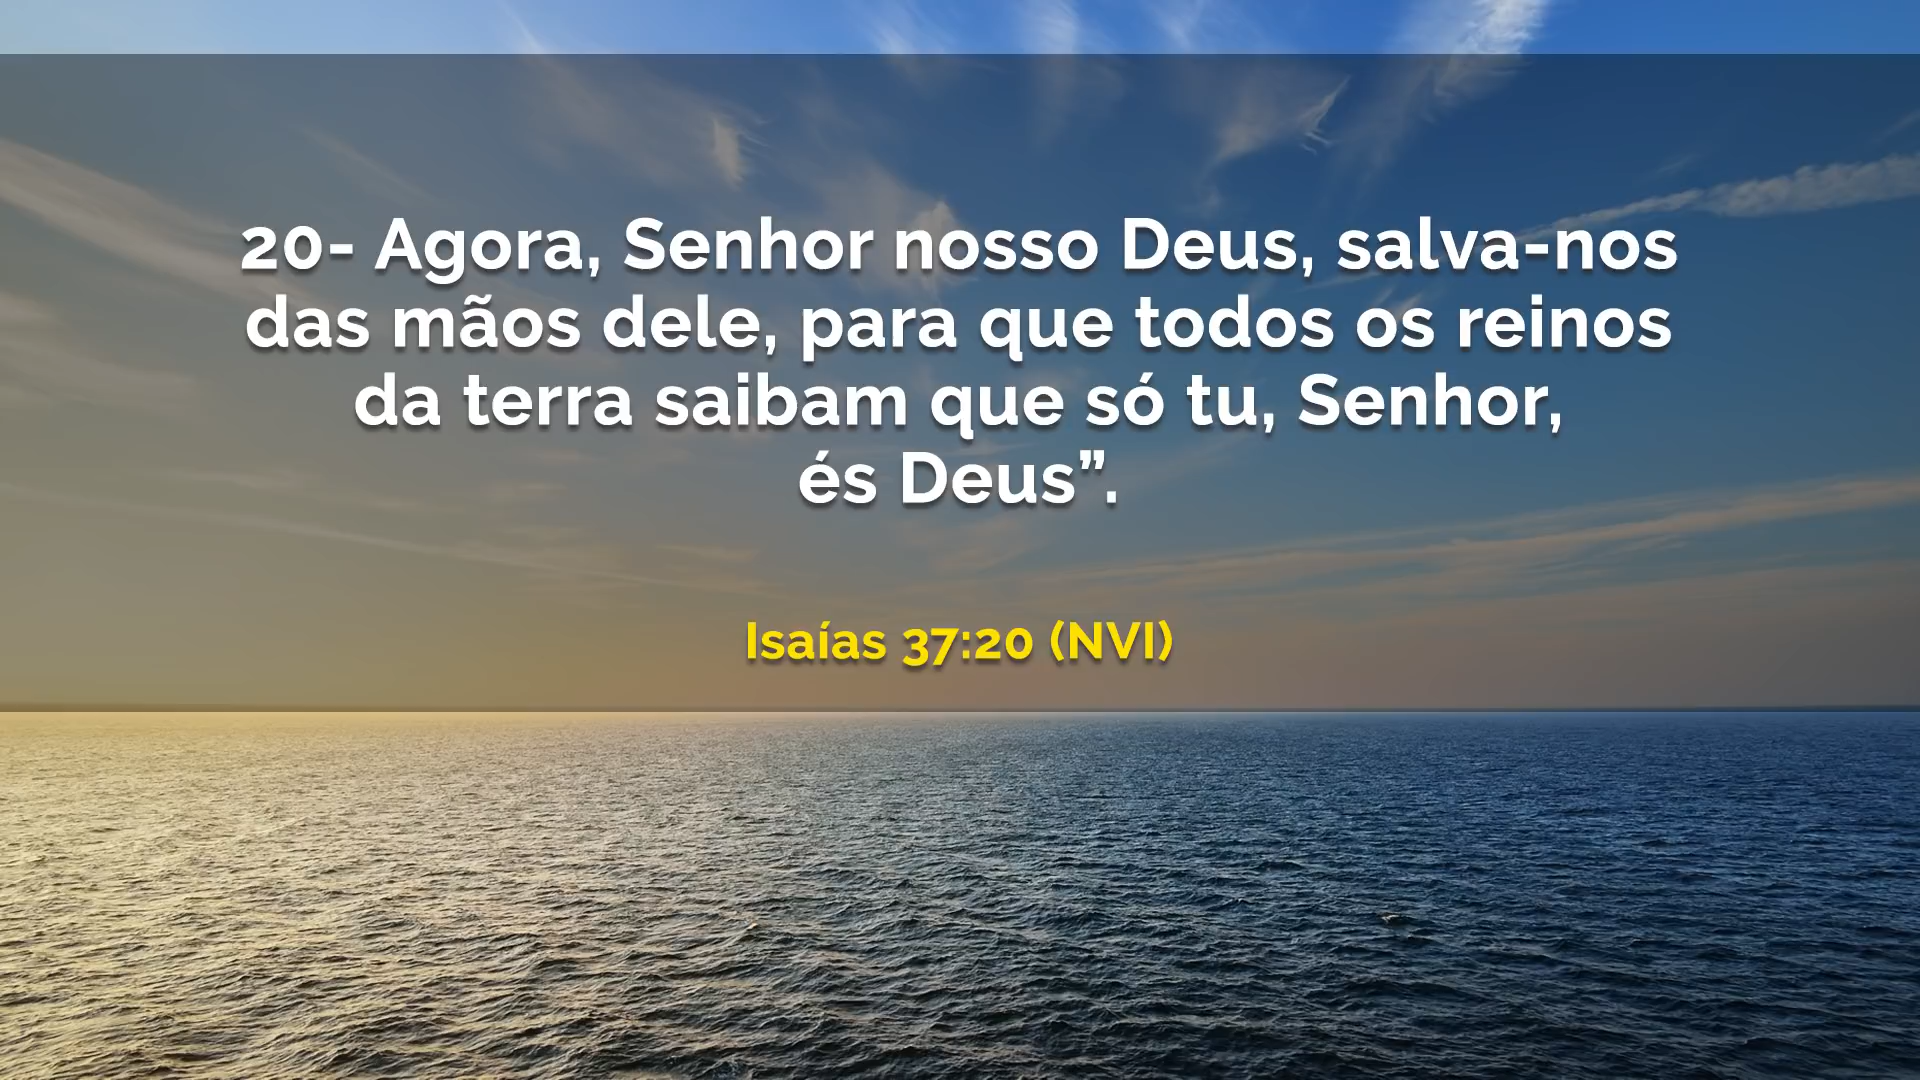 20- Agora, Senhor nosso Deus, salva-nos
das mãos dele, para que todos os reinos
da terra saibam que só tu, Senhor,
és Deus”.
Isaías 37:20 (NVI)